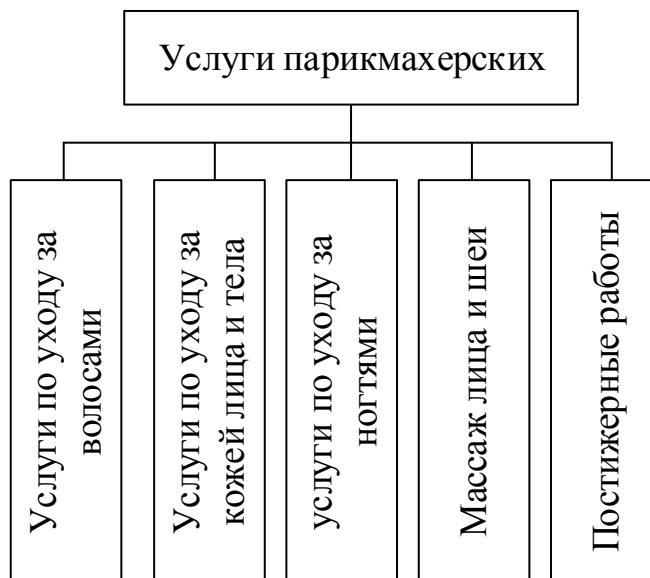 Услуги парикмахерских
Услуги по уходу за
волосами
Услуги по уходу за
кожей лица и тела
услуги по уходу за
ногтями
Массаж лица и шеи
Постижерные работы